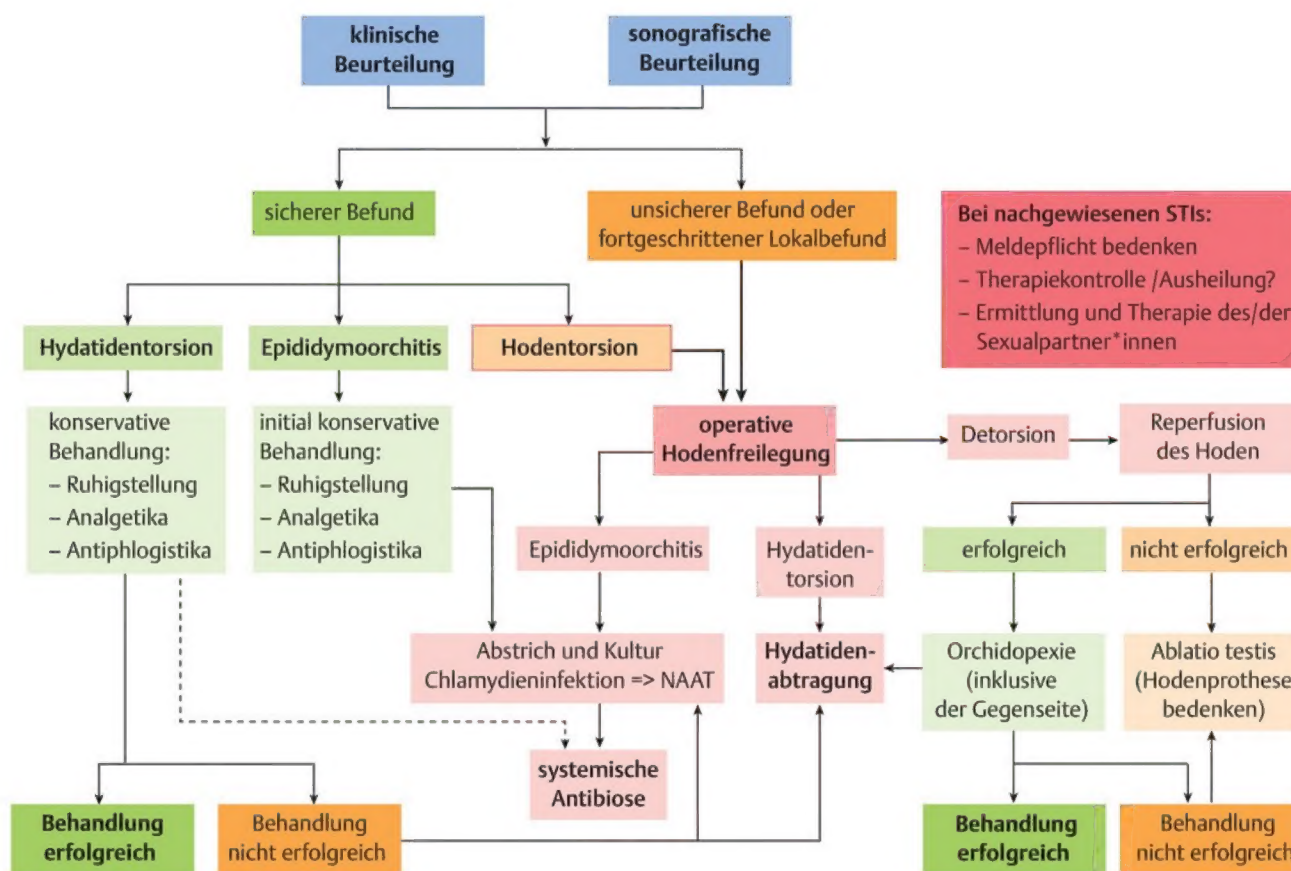 klinische
Beurteilung
sonografische
Beurteilung
sicherer Befund
unsicherer Befund oder
fortgeschrittener Lokalbefund
Bei nachgewiesenen STIs:
– Meldepflicht bedenken
– Therapiekontrolle /Ausheilung?
– Ermittlung und Therapie des/der
Sexualpartner*innen
Hydatidentorsion
Epididymoorchitis
Hodentorsion
konservative
Behandlung:
– Ruhigstellung
– Analgetika
– Antiphlogistika
initial konservative
Behandlung:
– Ruhigstellung
– Analgetika
– Antiphlogistika
operative
Hodenfreilegung
Detorsion
Reperfusion
des Hoden
Epididymoorchitis
Hydatiden-
torsion
erfolgreich
nicht erfolgreich
Abstrich und Kultur
Chlamydieninfektion => NAAT
Hydatiden-
abtragung
Orchidopexie
(inklusive
der Gegenseite)
Ablatio testis
(Hodenprothese
bedenken)
systemische
Antibiose
Behandlung
erfolgreich
Behandlung
nicht erfolgreich
Behandlung
erfolgreich
Behandlung
nicht erfolgreich